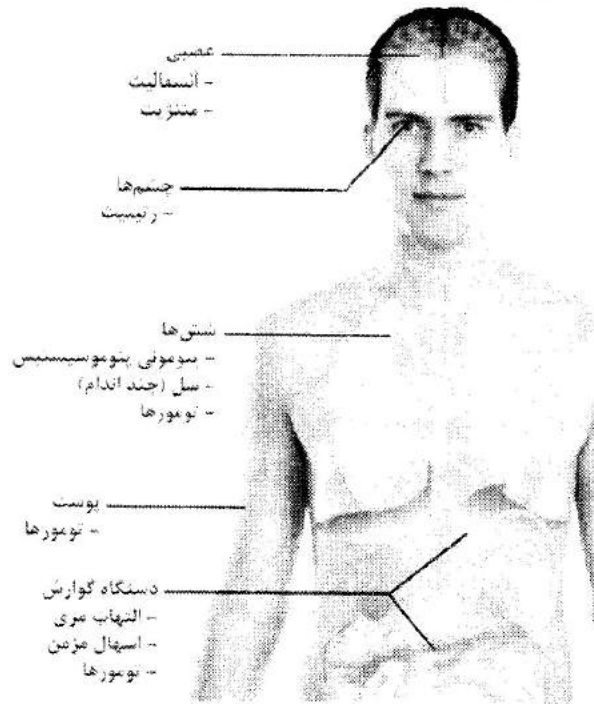 عصبی
- انسفالیت
- مننژیت
چشم‌ها
- رتینیت
شش‌ها
- پنومونی پنوموسیستیس
- سل (چند اندام)
- تومورها
پوست
- تومورها
دستگاه گوارش
- التهاب مری
- اسهال مزمن
- تومورها